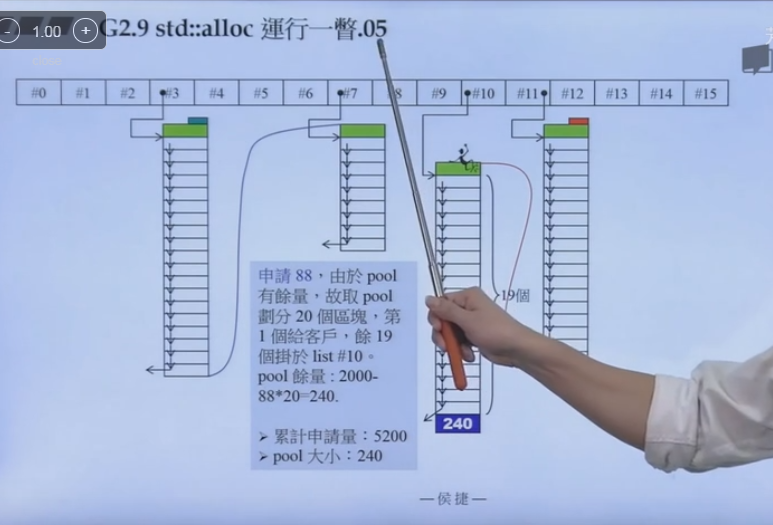 1.00
G2.9 std::alloc 運行一瞥.05
#0 #1 #2 #3 #4 #5 #6 #7 8 #9 #10 #11 #12 #13 #14 #15
申請 88，由於 pool
有餘量，故取 pool
劃分 20 個區塊，第
1 個給客戶，餘 19
個掛於 list #10。
pool 餘量 : 2000-
88*20=240.
➢ 累計申請量：5200
➢ pool 大小：240
19個
240
—侯捷—